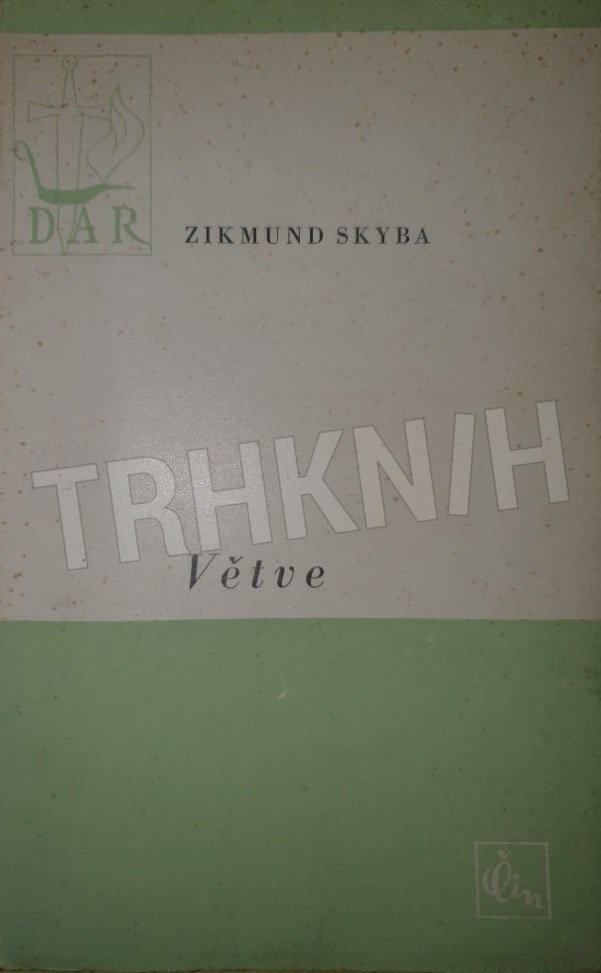 DAR
ZIKMUND SKYBA
TRHKNIH
Větve
Čin